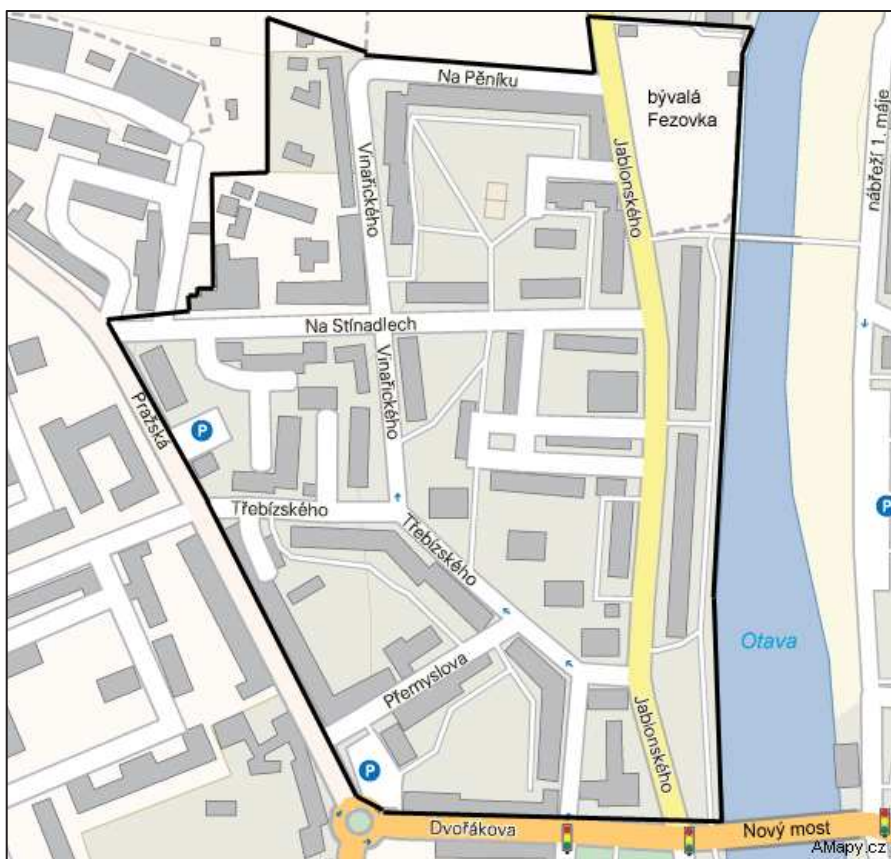 Na Pěníku
bývalá
Fezovka
Vinařického
Jablonského
nábřeží 1. máje
Na Stínadlech
Vinařického
Pražská
P
P
Třebízského
Třebízského
Otava
Přemyslova
Jablonského
P
Dvořákova
Nový most
AMapy.cz